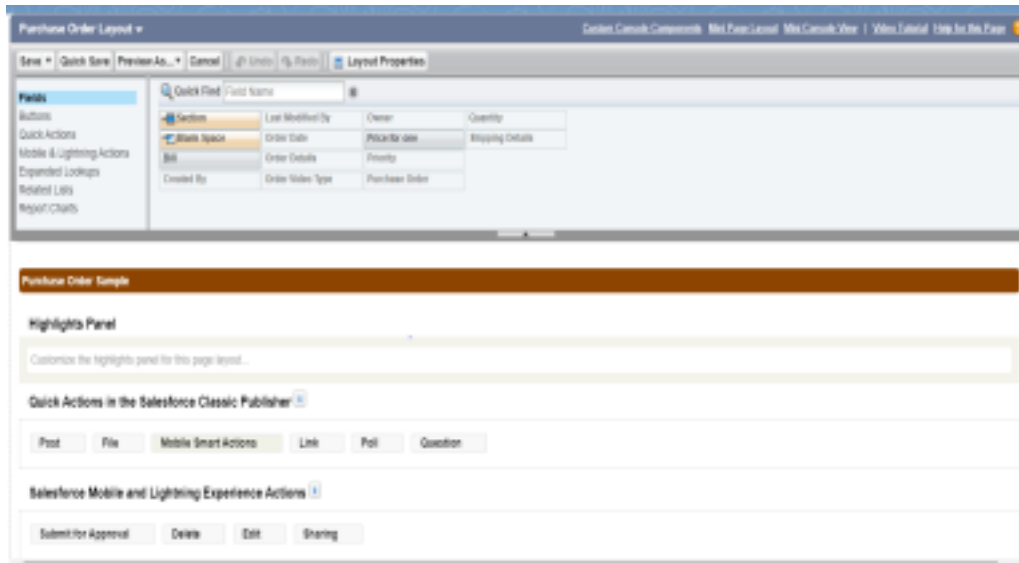 Purchase Order Layout
Custom Console Components Mini Page Layout Mini Console View | Video Tutorial Help for this Page
Save Quick Save Preview As... Cancel Undo Redo Layout Properties
Fields
Buttons
Quick Actions
Mobile & Lightning Actions
Expanded Lookups
Related Lists
Report Charts
Quick Find Field Name
Section Last Modified By Owner Quantity
Blank Space Order Date Price for one Shipping Details
Bill Order Details Priority
Created By Order Video Type Purchase Order
Purchase Order Sample
Highlights Panel
Customize the highlights panel for this page layout...
Quick Actions in the Salesforce Classic Publisher
Post File Mobile Smart Actions Link Poll Question
Salesforce Mobile and Lightning Experience Actions
Submit for Approval Delete Edit Sharing